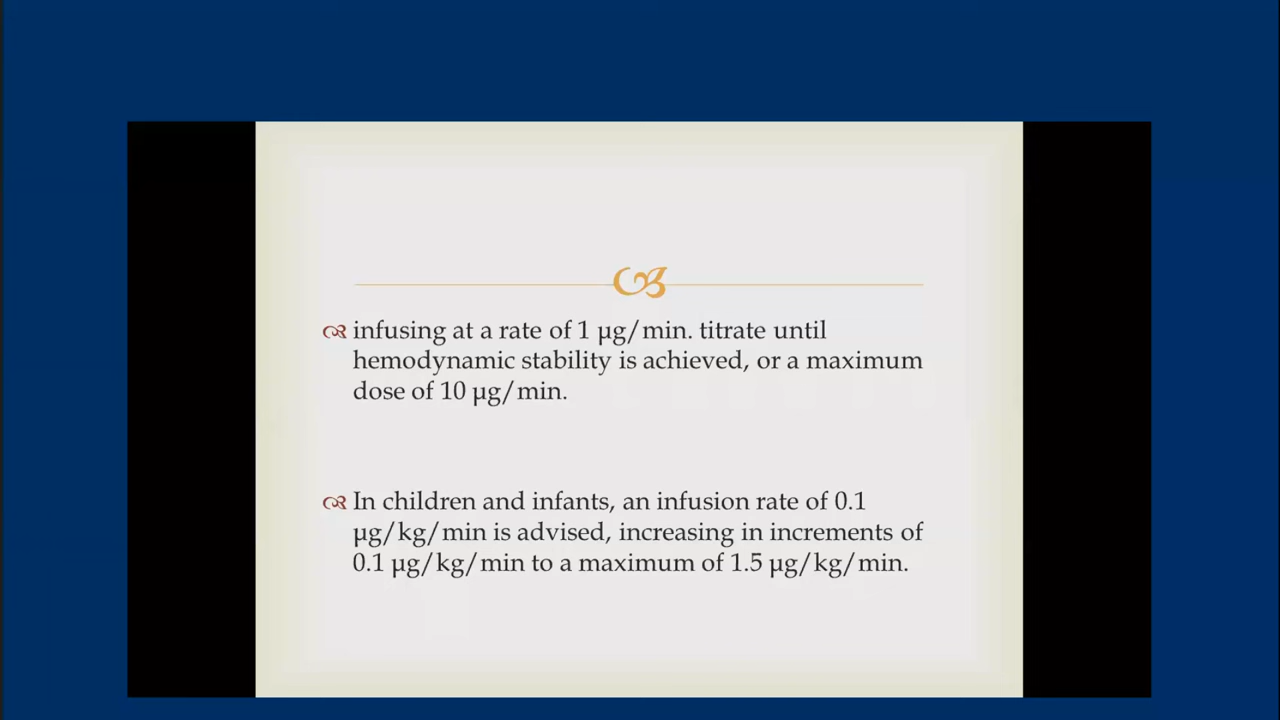 infusing at a rate of 1 µg/min. titrate until
hemodynamic stability is achieved, or a maximum
dose of 10 µg/min.
In children and infants, an infusion rate of 0.1
µg/kg/min is advised, increasing in increments of
0.1 µg/kg/min to a maximum of 1.5 µg/kg/min.